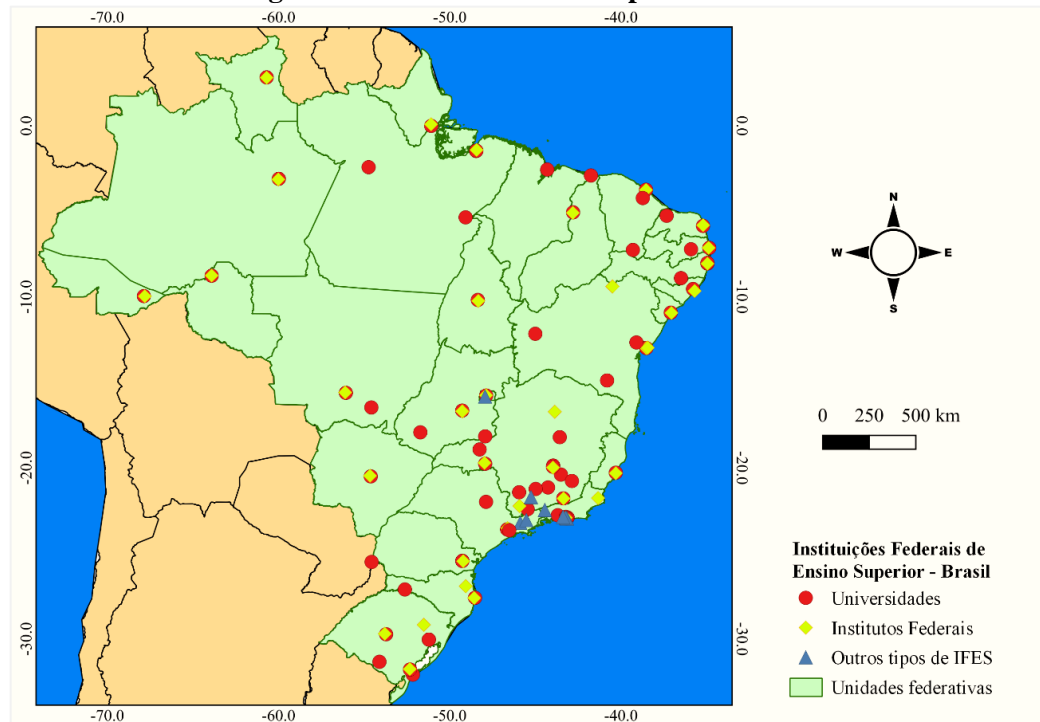 -70.0 -60.0 -50.0 -40.0
0.0 0.0
-10.0 -10.0
-20.0 -20.0
-30.0 -30.0
-70.0 -60.0 -50.0 -40.0
N
W E
S
0 250 500 km
Instituições Federais de
Ensino Superior - Brasil
Universidades
Institutos Federais
Outros tipos de IFES
Unidades federativas